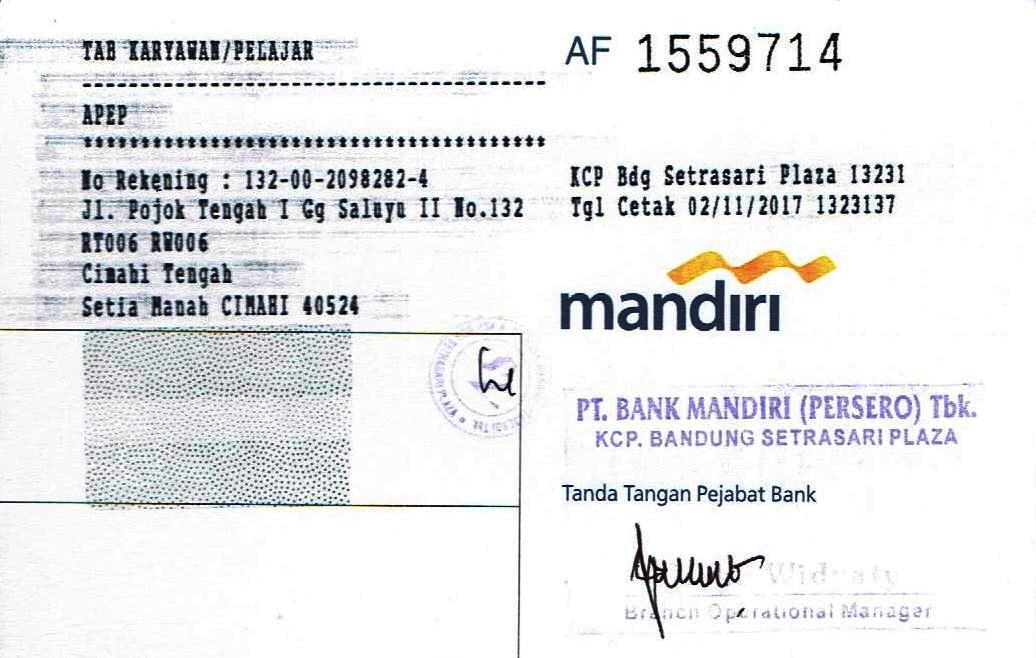 TAB KARYAWAN/PELAJAR
APEP
No Rekening : 132-00-2098282-4
Jl. Pojok Tengah I Gg Saluyu II No.132
RT006 RW006
Cimahi Tengah
Setia Manah CIMAHI 40524
AF 1559714
KCP Bdg Setrasari Plaza 13231
Tgl Cetak 02/11/2017 1323137
mandiri
PT. BANK MANDIRI (PERSERO) Tbk.
KCP. BANDUNG SETRASARI PLAZA
Tanda Tangan Pejabat Bank
Branch Operational Manager